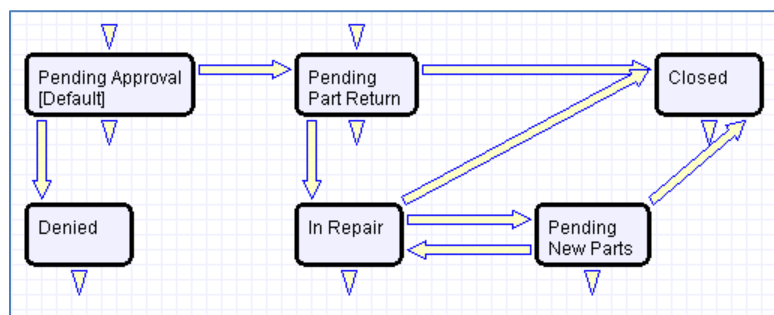 Pending Approval
[Default]
Pending
Part Return
Closed
Denied
In Repair
Pending
New Parts